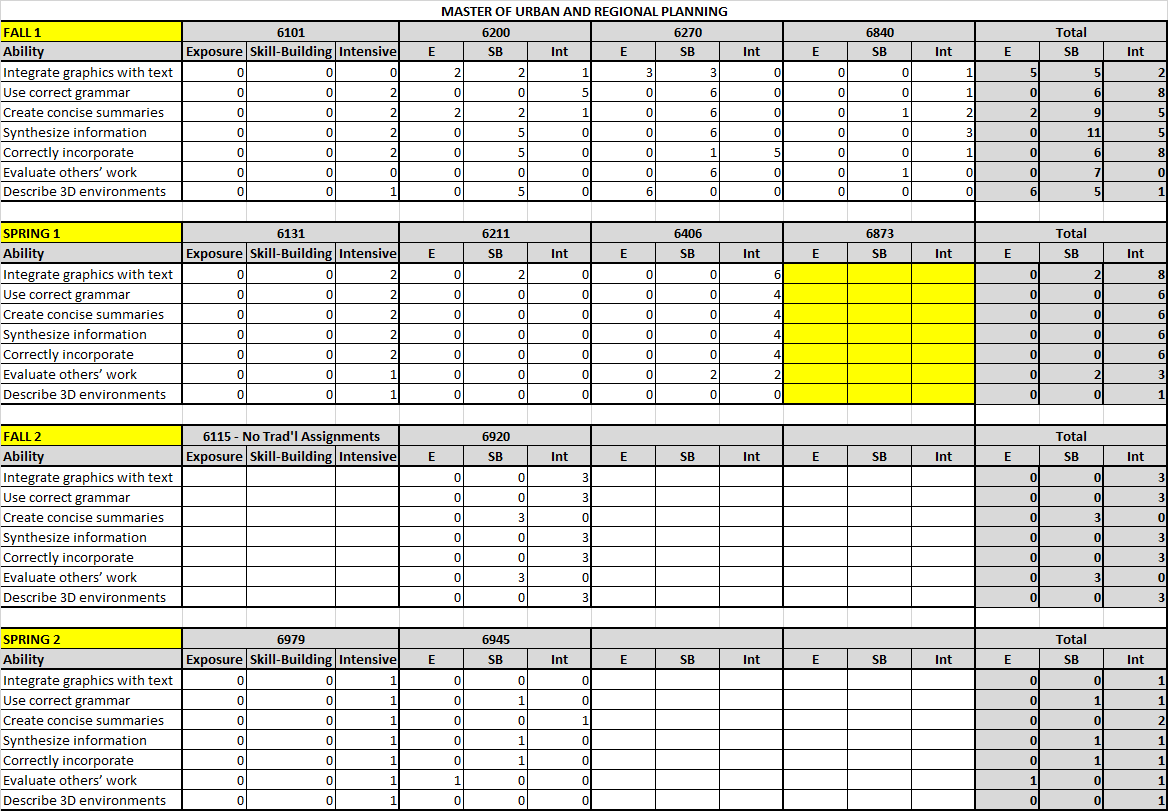 MASTER OF URBAN AND REGIONAL PLANNING
FALL 1 6101 6200 6270 6840 Total
Ability Exposure Skill-Building Intensive E SB Int E SB Int E SB Int E SB Int
Integrate graphics with text 0 0 0 2 2 1 3 3 0 0 0 1 5 5 2
Use correct grammar 0 0 2 0 0 5 0 6 0 0 0 1 0 6 8
Create concise summaries 0 0 2 2 2 1 0 6 0 0 1 2 2 9 5
Synthesize information 0 0 2 0 5 0 0 6 0 0 0 3 0 11 5
Correctly incorporate 0 0 2 0 5 0 0 1 5 0 0 1 0 6 8
Evaluate others’ work 0 0 0 0 0 0 0 6 0 0 1 0 0 7 0
Describe 3D environments 0 0 1 0 5 0 6 0 0 0 0 0 6 5 1
SPRING 1 6131 6211 6406 6873 Total
Ability Exposure Skill-Building Intensive E SB Int E SB Int E SB Int E SB Int
Integrate graphics with text 0 0 2 0 2 0 0 0 6 0 2 8
Use correct grammar 0 0 2 0 0 0 0 0 4 0 0 6
Create concise summaries 0 0 2 0 0 0 0 0 4 0 0 6
Synthesize information 0 0 2 0 0 0 0 0 4 0 0 6
Correctly incorporate 0 0 2 0 0 0 0 0 4 0 0 6
Evaluate others’ work 0 0 1 0 0 0 0 2 2 0 2 3
Describe 3D environments 0 0 1 0 0 0 0 0 0 0 0 1
FALL 2 6115 - No Trad'l Assignments 6920 Total
Ability Exposure Skill-Building Intensive E SB Int E SB Int E SB Int E SB Int
Integrate graphics with text 0 0 3 0 0 3
Use correct grammar 0 0 3 0 0 3
Create concise summaries 0 3 0 0 3 0
Synthesize information 0 0 3 0 0 3
Correctly incorporate 0 0 3 0 0 3
Evaluate others’ work 0 3 0 0 3 0
Describe 3D environments 0 0 3 0 0 3
SPRING 2 6979 6945 Total
Ability Exposure Skill-Building Intensive E SB Int E SB Int E SB Int E SB Int
Integrate graphics with text 0 0 1 0 0 0 0 0 1
Use correct grammar 0 0 1 0 1 0 0 1 1
Create concise summaries 0 0 1 0 0 1 0 0 2
Synthesize information 0 0 1 0 1 0 0 1 1
Correctly incorporate 0 0 1 0 1 0 0 1 1
Evaluate others’ work 0 0 1 1 0 0 1 0 1
Describe 3D environments 0 0 1 0 0 0 0 0 1